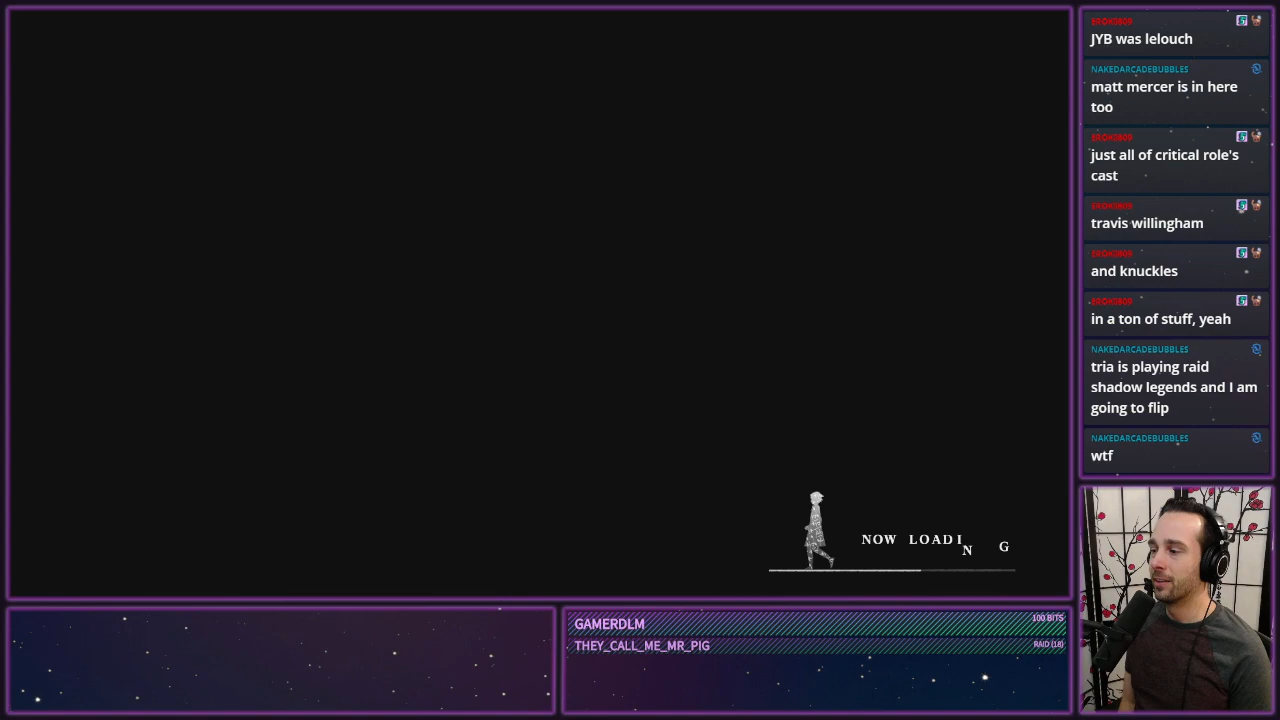 NOW LOADING
GAMERDLM
100 BITS
THEY_CALL_ME_MR_PIG
RAID (18)
JYB was lelouch
NAKEDARCADEBUBBLES
matt mercer is in here
too
just all of critical role's
cast
travis willingham
and knuckles
in a ton of stuff, yeah
NAKEDARCADEBUBBLES
tria is playing raid
shadow legends and I am
going to flip
NAKEDARCADEBUBBLES
wtf